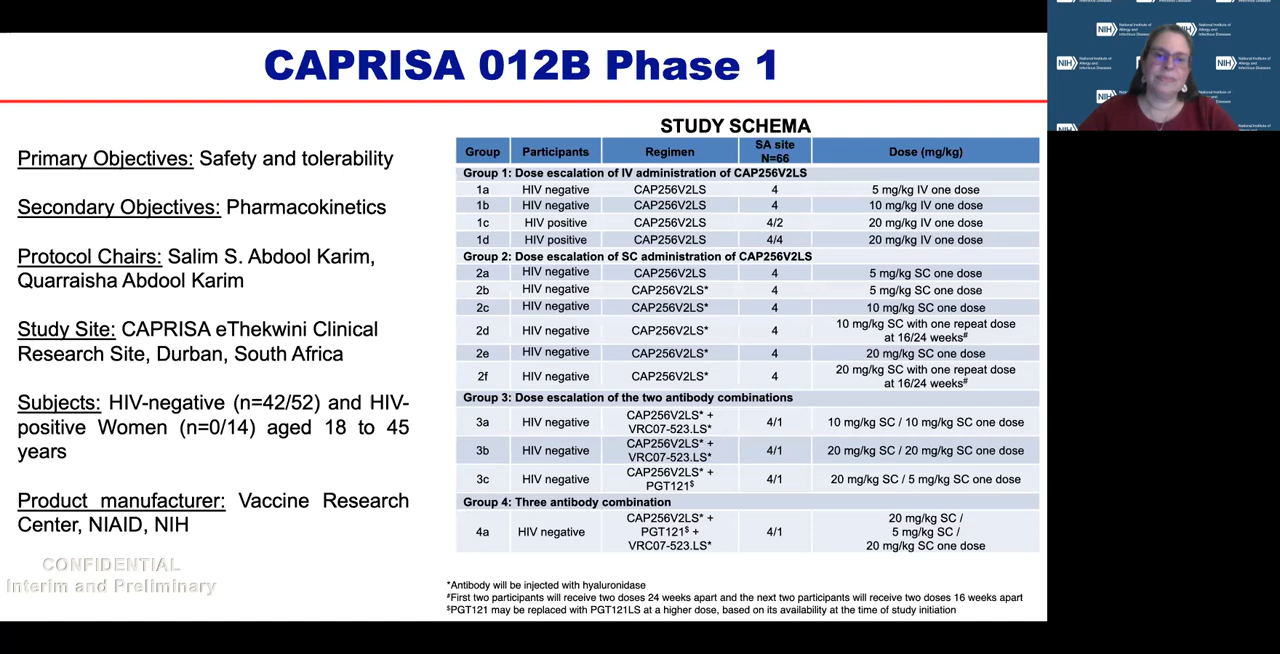 CAPRISA 012B Phase 1
Primary Objectives: Safety and tolerability
Secondary Objectives: Pharmacokinetics
Protocol Chairs: Salim S. Abdool Karim,
Quarraisha Abdool Karim
Study Site: CAPRISA eThekwini Clinical
Research Site, Durban, South Africa
Subjects: HIV-negative (n=42/52) and HIV-
positive Women (n=0/14) aged 18 to 45
years
Product manufacturer: Vaccine Research
Center, NIAID, NIH
CONFIDENTIAL
Interim and Preliminary
STUDY SCHEMA
Group Participants Regimen SA site N=66 Dose (mg/kg)
Group 1: Dose escalation of IV administration of CAP256V2LS
1a HIV negative CAP256V2LS 4 5 mg/kg IV one dose
1b HIV negative CAP256V2LS 4 10 mg/kg IV one dose
1c HIV positive CAP256V2LS 4/2 20 mg/kg IV one dose
1d HIV positive CAP256V2LS 4/4 20 mg/kg IV one dose
Group 2: Dose escalation of SC administration of CAP256V2LS
2a HIV negative CAP256V2LS 4 5 mg/kg SC one dose
2b HIV negative CAP256V2LS* 4 5 mg/kg SC one dose
2c HIV negative CAP256V2LS* 4 10 mg/kg SC one dose
2d HIV negative CAP256V2LS* 4 10 mg/kg SC with one repeat dose at 16/24 weeks#
2e HIV negative CAP256V2LS* 4 20 mg/kg SC one dose
2f HIV negative CAP256V2LS* 4 20 mg/kg SC with one repeat dose at 16/24 weeks#
Group 3: Dose escalation of the two antibody combinations
3a HIV negative CAP256V2LS* + VRC07-523.LS* 4/1 10 mg/kg SC / 10 mg/kg SC one dose
3b HIV negative CAP256V2LS* + VRC07-523.LS* 4/1 20 mg/kg SC / 20 mg/kg SC one dose
3c HIV negative CAP256V2LS* + PGT121$ 4/1 20 mg/kg SC / 5 mg/kg SC one dose
Group 4: Three antibody combination
4a HIV negative CAP256V2LS* + PGT121$ + VRC07-523.LS* 4/1 20 mg/kg SC / 5 mg/kg SC / 20 mg/kg SC one dose
*Antibody will be injected with hyaluronidase
#First two participants will receive two doses 24 weeks apart and the next two participants will receive two doses 16 weeks apart
$PGT121 may be replaced with PGT121LS at a higher dose, based on its availability at the time of study initiation
NIH National Institute of Allergy and Infectious Diseases